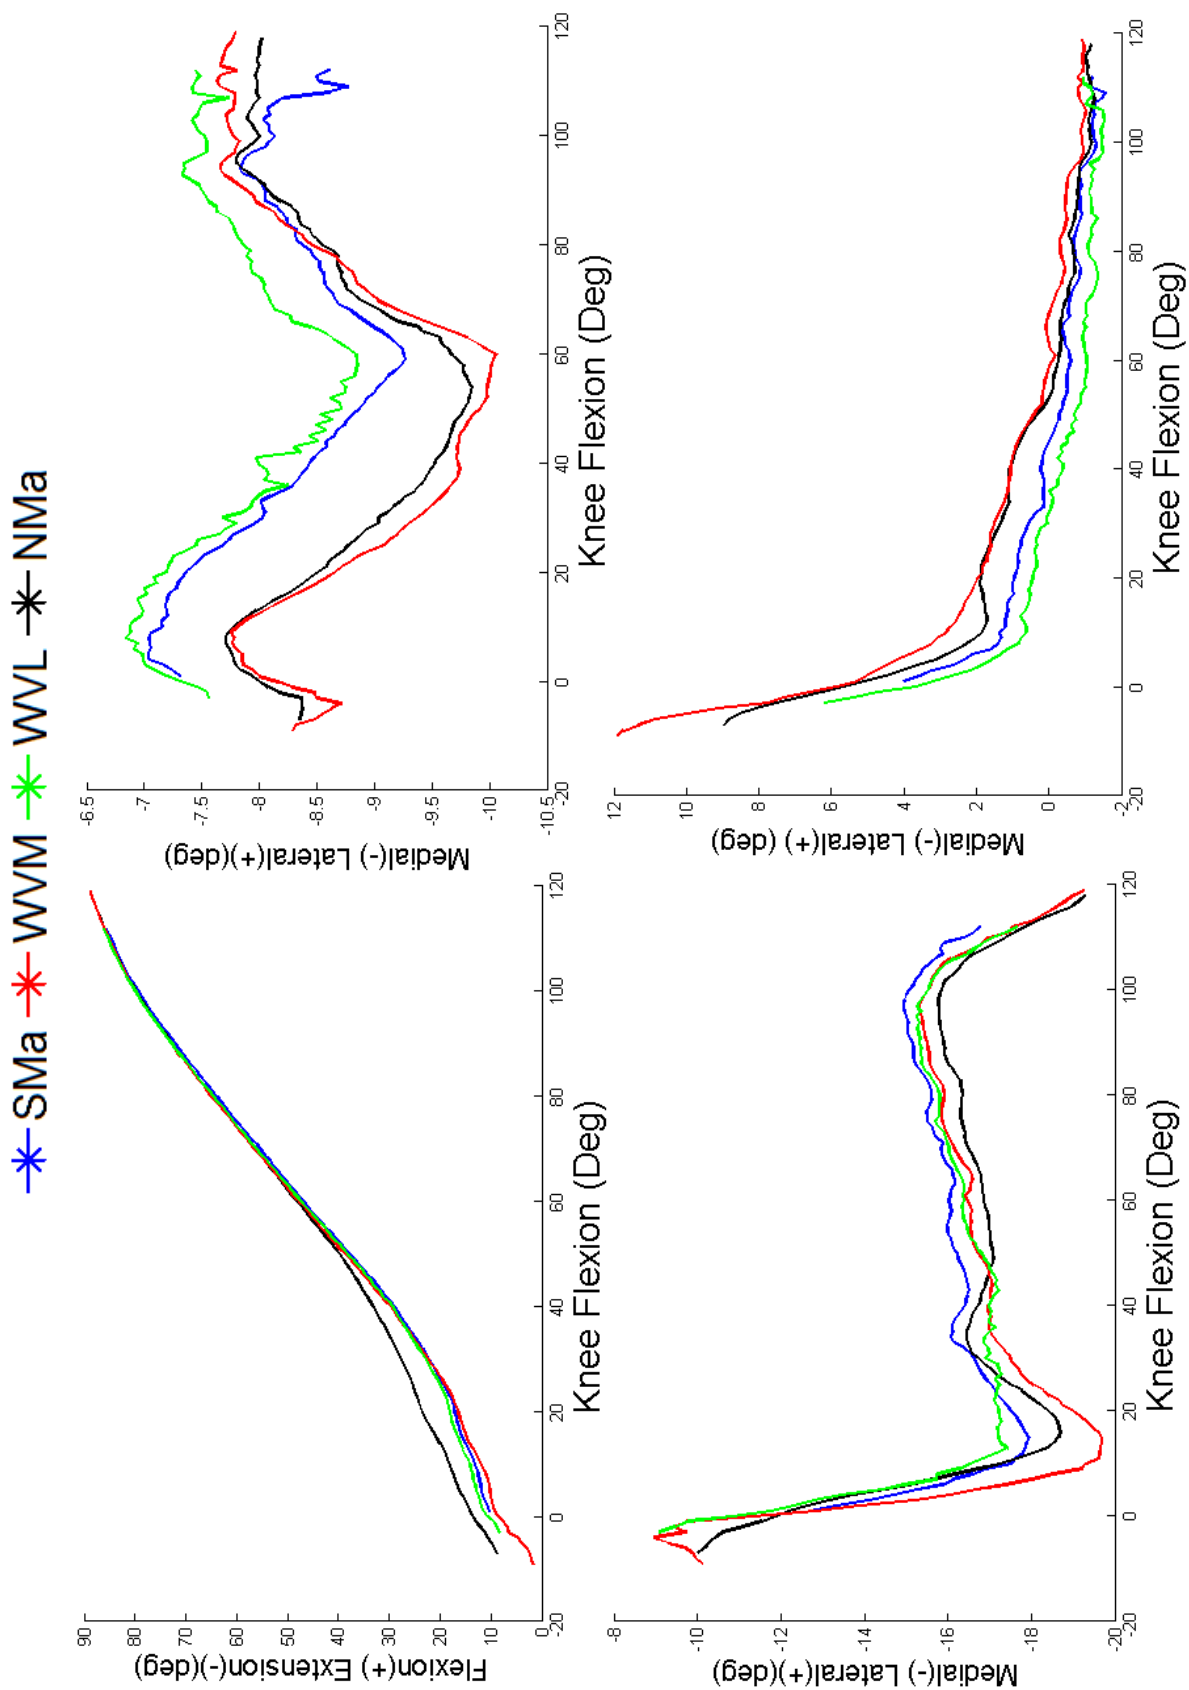 SMa WVM WVL NMa
Flexion(+) Extension(-)(deg)
90
80
70
60
50
40
30
20
10
0
-20 0 20 40 60 80 100 120
Knee Flexion (Deg)
Medial(-) Lateral(+)(deg)
-6.5
-7
-7.5
-8
-8.5
-9
-9.5
-10
-10.5
-20 0 20 40 60 80 100 120
Knee Flexion (Deg)
Medial(-) Lateral(+)(deg)
-8
-10
-12
-14
-16
-18
-20
-20 0 20 40 60 80 100 120
Knee Flexion (Deg)
Medial(-) Lateral(+) (deg)
12
10
8
6
4
2
0
-2
-20 0 20 40 60 80 100 120
Knee Flexion (Deg)